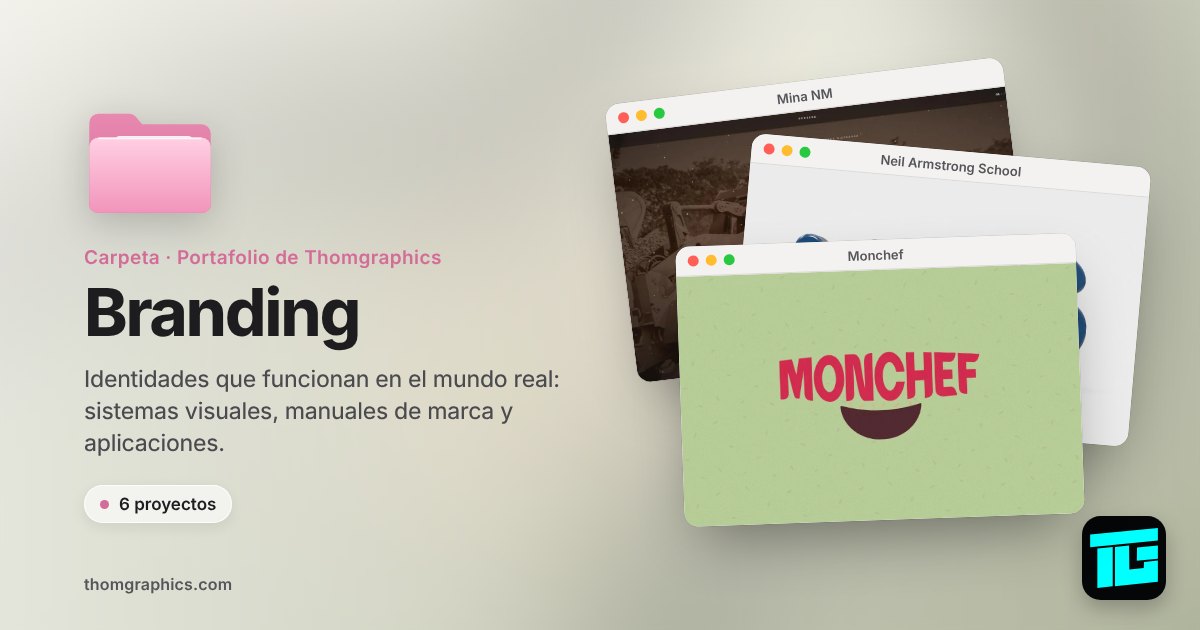 Carpeta · Portafolio de Thomgraphics
Branding
Identidades que funcionan en el mundo real:
sistemas visuales, manuales de marca y
aplicaciones.
6 proyectos
thomgraphics.com
Mina NM
Neil Armstrong School
Monchef
MONCHEF
TG